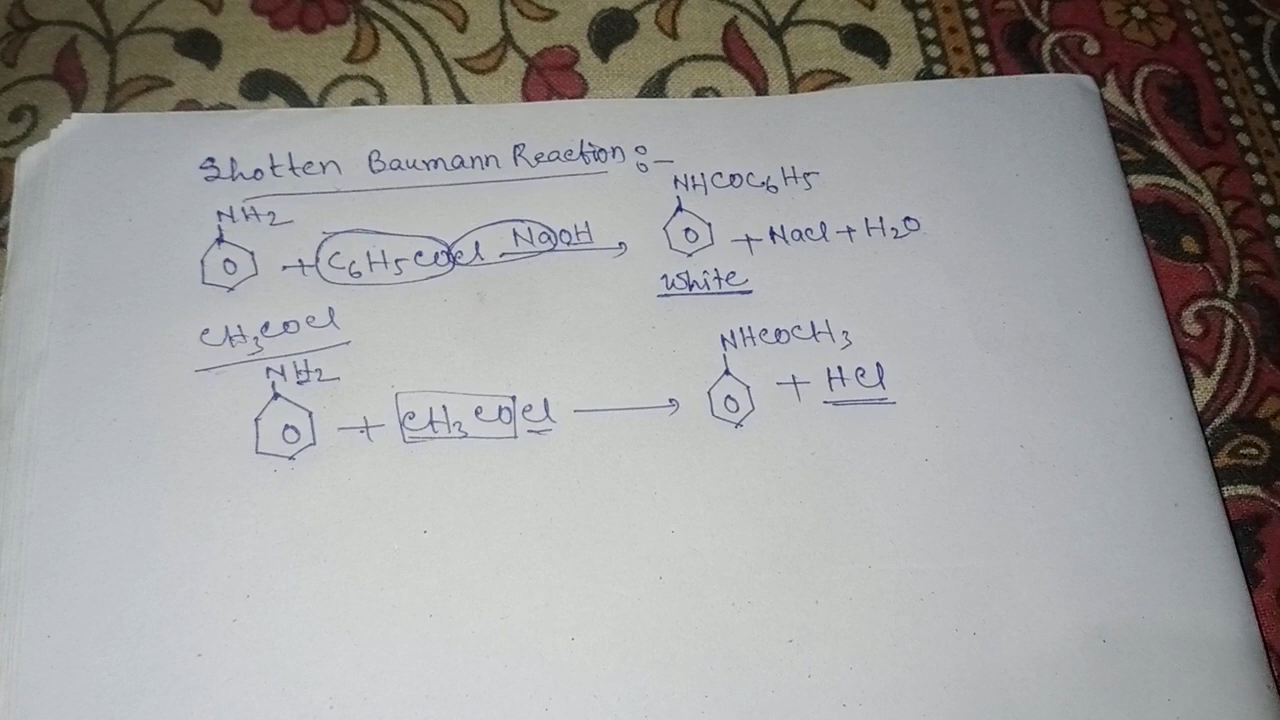 Shotten Baumann Reaction :-
NH2 + C6H5COCl NaOH → NHCOC6H5 + NaCl + H2O
White
CH3COCl
NH2 + CH3COCl → NHCOCH3 + HCl